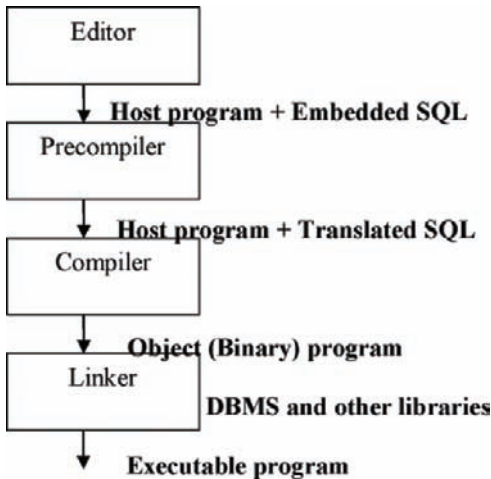 Editor
Host program + Embedded SQL
Precompiler
Host program + Translated SQL
Compiler
Object (Binary) program
Linker
DBMS and other libraries
Executable program